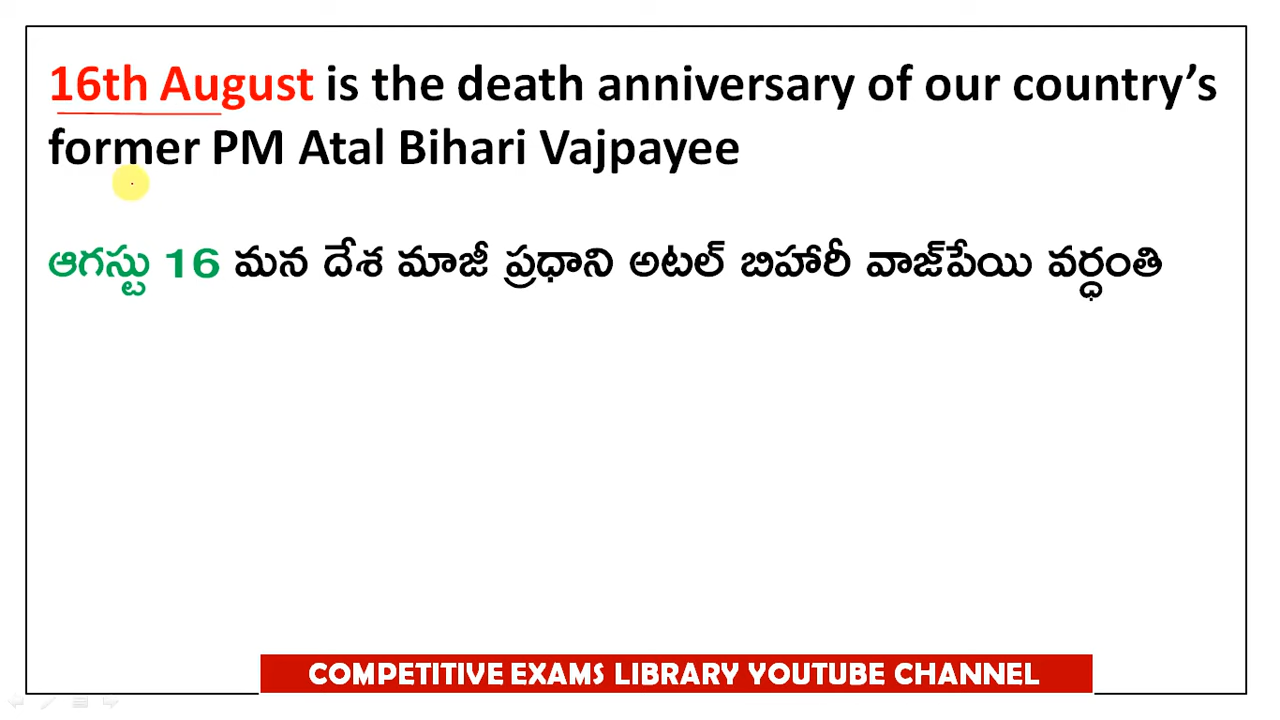 16th August is the death anniversary of our country’s
former PM Atal Bihari Vajpayee
ఆగస్టు 16 మన దేశ మాజీ ప్రధాని అటల్ బిహారీ వాజ్‌పేయి వర్ధంతి
COMPETITIVE EXAMS LIBRARY YOUTUBE CHANNEL